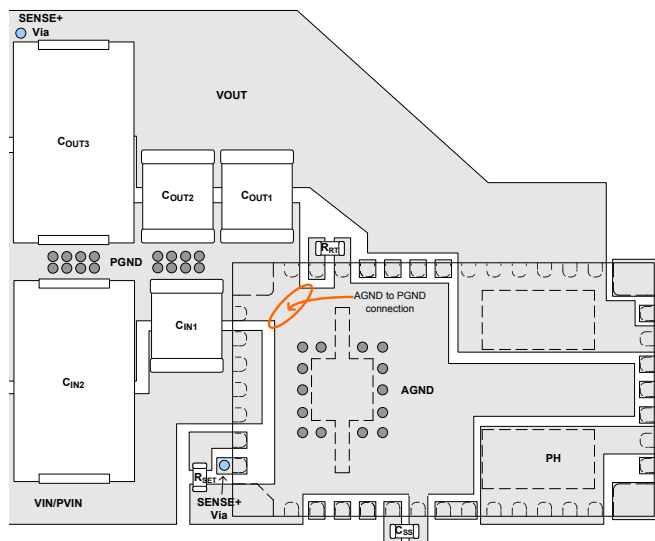 SENSE+
Via
VOUT
COUT3
COUT2
COUT1
RRT
PGND
AGND to PGND
connection
CIN1
CIN2
AGND
PH
RSET
SENSE+
Via
VIN/PVIN
CSS